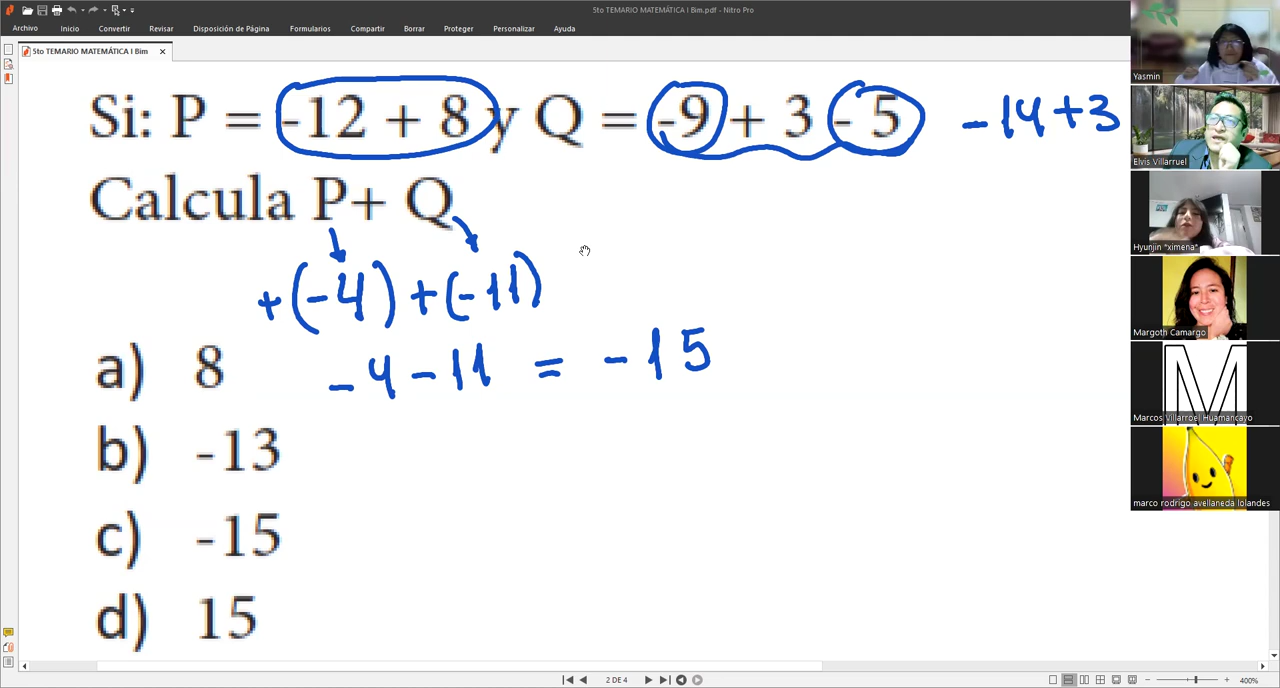 5to TEMARIO MATEMÁTICA I Bim.pdf - Nitro Pro
Archivo Inicio Convertir Revisar Disposición de Página Formularios Compartir Borrar Proteger Personalizar Ayuda
5to TEMARIO MATEMÁTICA I Bim
Si: P = -12 + 8 y Q = -9 + 3 - 5 -14+3
Calcula P+ Q
+(-4) +(-11)
-4-11 = -15
a) 8
b) -13
c) -15
d) 15
Yasmin
Elvis Villarruel
Hyunjin "ximena"
Margoth Camargo
M
Marcos Villarroel Huamancayo
marco rodrigo avellaneda lolandes
2 DE 4
400%